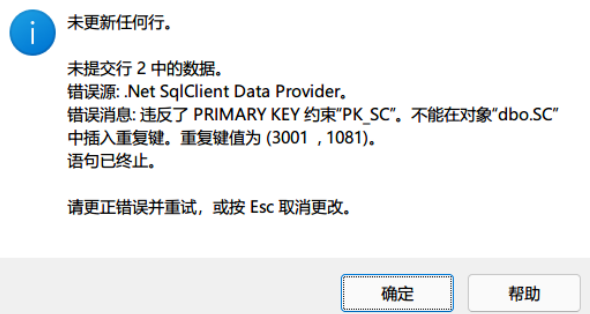 未更新任何行。
未提交行 2 中的数据。
错误源: .Net SqlClient Data Provider。
错误消息: 违反了 PRIMARY KEY 约束“PK_SC”。不能在对象“dbo.SC”
中插入重复键。重复键值为 (3001 , 1081)。
语句已终止。
请更正错误并重试，或按 Esc 取消更改。
确定
帮助